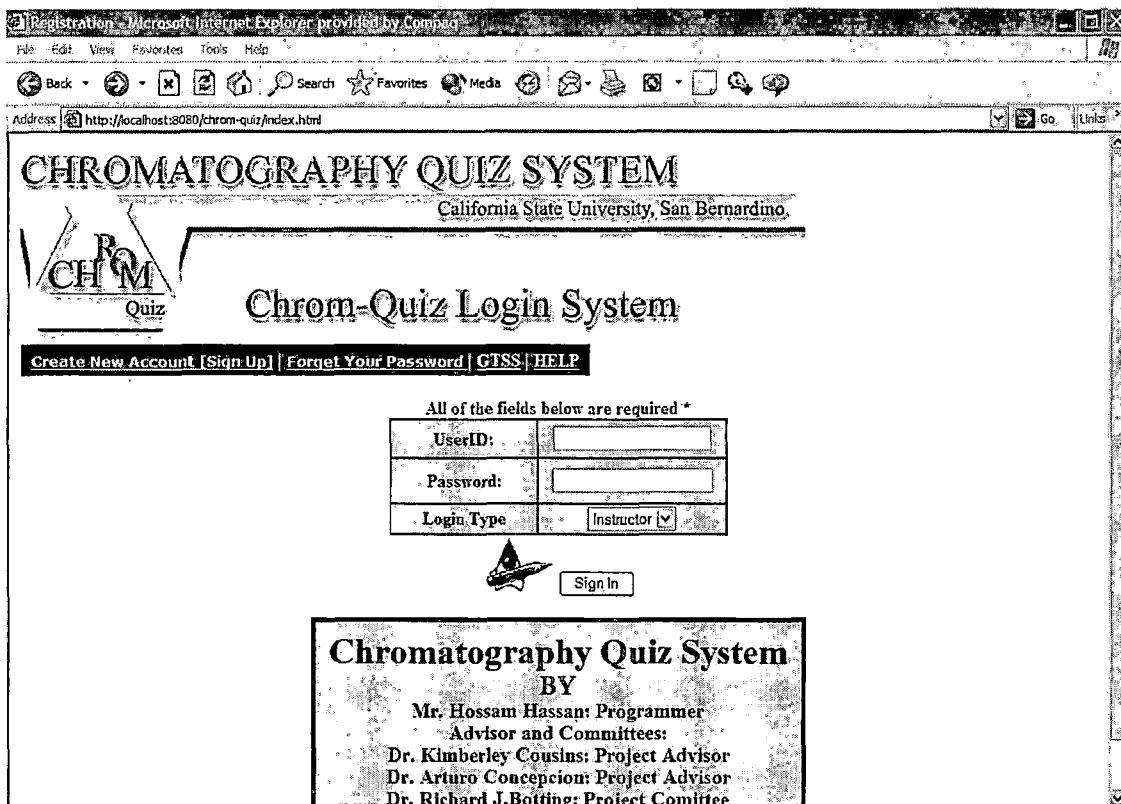 Registration - Microsoft Internet Explorer provided by Compaq
File Edit View Favorites Tools Help
Back Search Favorites Media
Address http://localhost:8080/chrom-quiz/index.html Go Links
CHROMATOGRAPHY QUIZ SYSTEM
California State University, San Bernardino
CHROM
Quiz
Chrom-Quiz Login System
Create New Account [Sign Up] | Forget Your Password | GTSS | HELP
All of the fields below are required *
UserID:
Password:
Login Type Instructor
Sign In
Chromatography Quiz System
BY
Mr. Hossam Hassan: Programmer
Advisor and Committees:
Dr. Kimberley Cousins: Project Advisor
Dr. Arturo Concepcion: Project Advisor
Dr. Richard J.Botting: Project Comittee